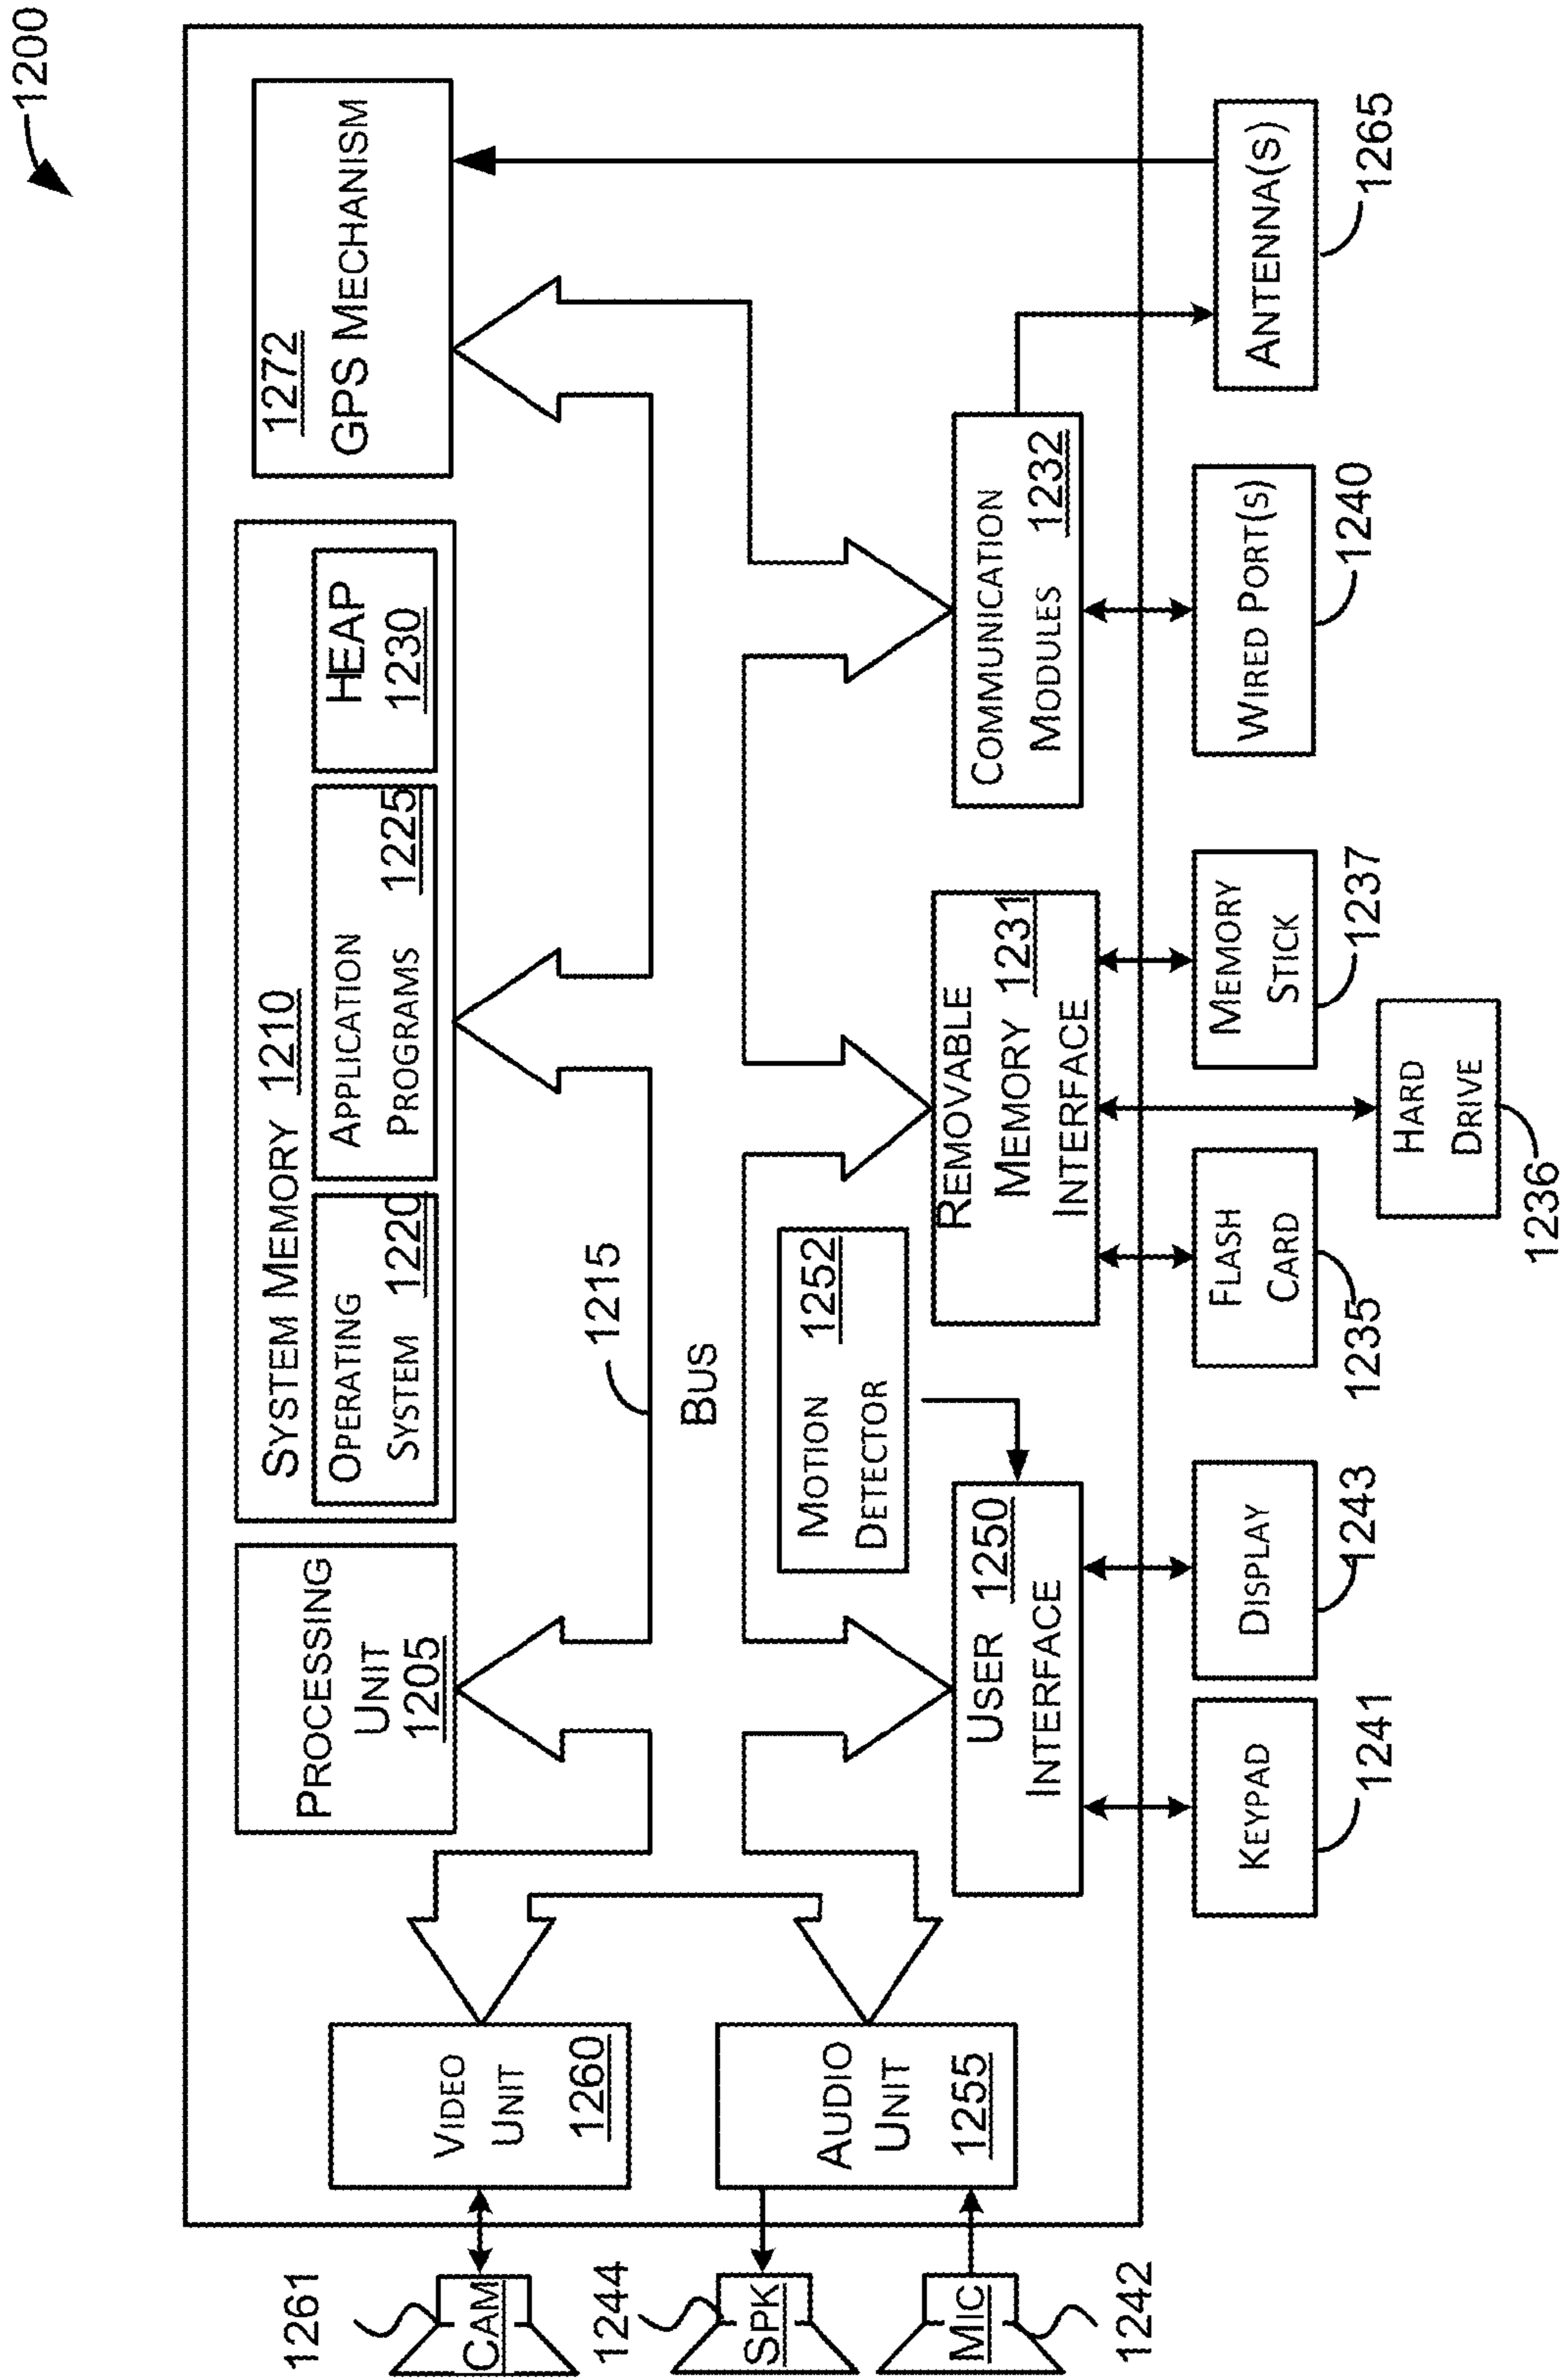 1200
PROCESSING
UNIT
1205
SYSTEM MEMORY 1210
OPERATING
SYSTEM 1220
APPLICATION
PROGRAMS 1225
HEAP
1230
1272
GPS MECHANISM
1261
CAM
VIDEO
UNIT
1260
1215
BUS
1244
SPK
AUDIO
UNIT
1255
MIC
1242
MOTION 1252
DETECTOR
USER 1250
INTERFACE
REMOVABLE
MEMORY 1231
INTERFACE
COMMUNICATION
MODULES 1232
KEYPAD
1241
DISPLAY
1243
FLASH
CARD
1235
HARD
DRIVE
1236
MEMORY
STICK
1237
WIRED PORT(S)
1240
ANTENNA(S)
1265